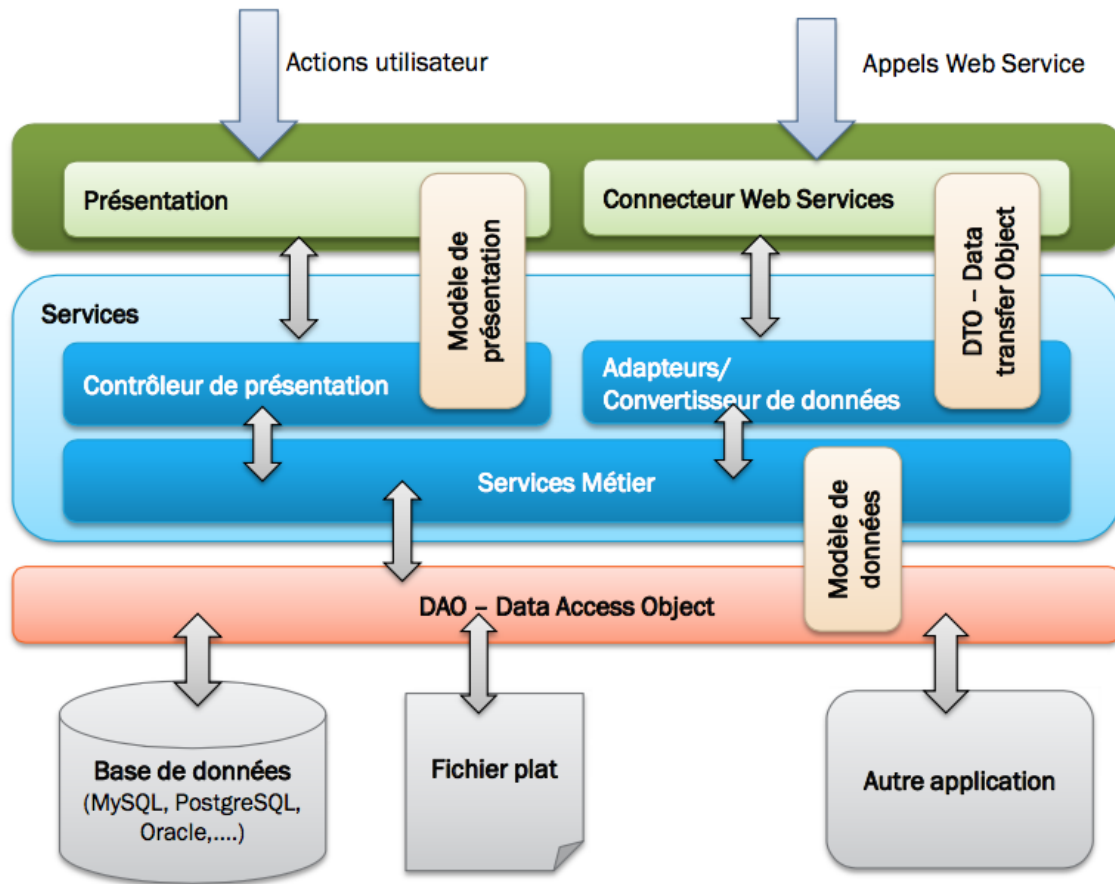 Actions utilisateur
Appels Web Service
Présentation
Modèle de
présentation
Connecteur Web Services
DTO – Data
transfer Object
Services
Contrôleur de présentation
Adapteurs/
Convertisseur de données
Services Métier
Modèle de
données
DAO – Data Access Object
Base de données
(MySQL, PostgreSQL,
Oracle,....)
Fichier plat
Autre application